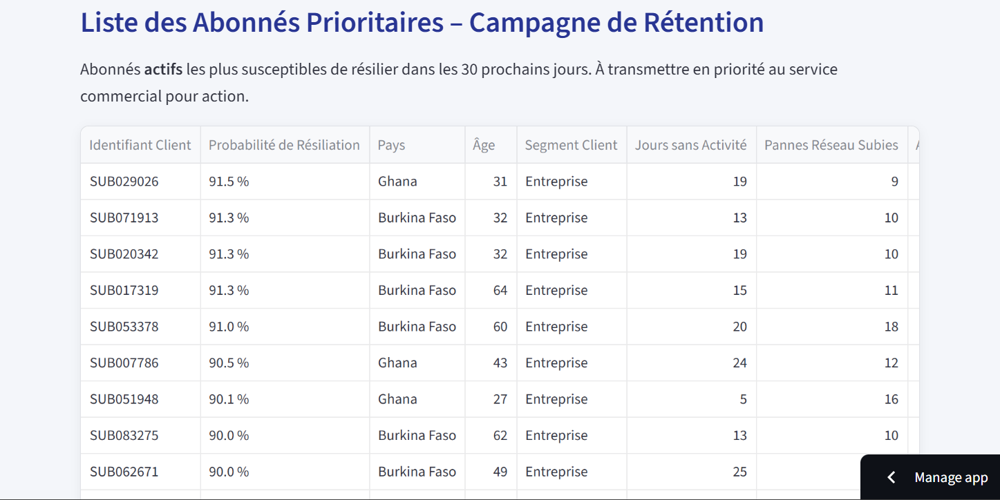 Liste des Abonnés Prioritaires – Campagne de Rétention
Abonnés actifs les plus susceptibles de résilier dans les 30 prochains jours. À transmettre en priorité au service
commercial pour action.
Identifiant Client Probabilité de Résiliation Pays Âge Segment Client Jours sans Activité Pannes Réseau Subies
SUB029026 91.5 % Ghana 31 Entreprise 19 9
SUB071913 91.3 % Burkina Faso 32 Entreprise 13 10
SUB020342 91.3 % Burkina Faso 32 Entreprise 19 10
SUB017319 91.3 % Burkina Faso 64 Entreprise 15 11
SUB053378 91.0 % Burkina Faso 60 Entreprise 20 18
SUB007786 90.5 % Ghana 43 Entreprise 24 12
SUB051948 90.1 % Ghana 27 Entreprise 5 16
SUB083275 90.0 % Burkina Faso 62 Entreprise 13 10
SUB062671 90.0 % Burkina Faso 49 Entreprise 25
Manage app